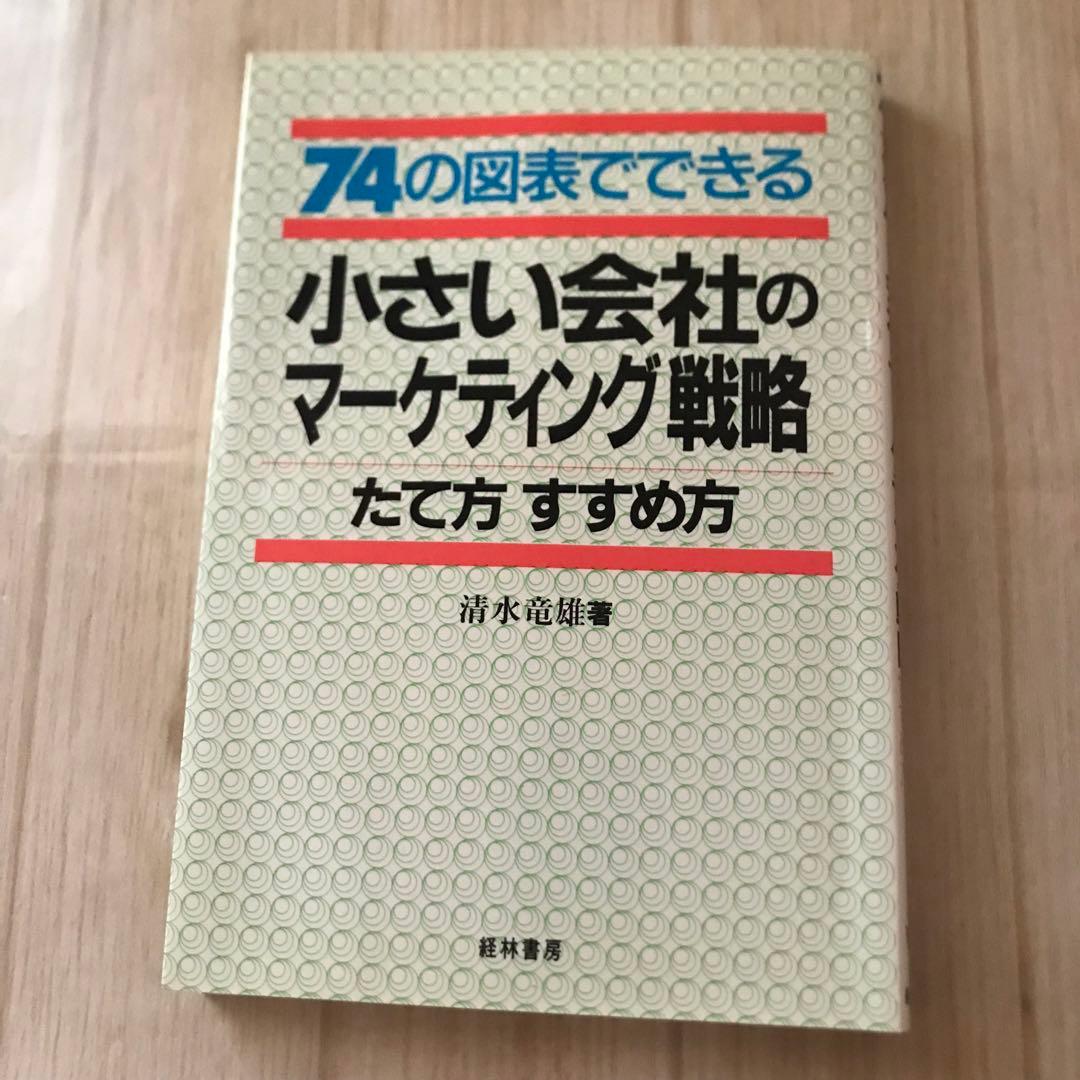 74の図表でできる
小さい会社の
マーケティング戦略
たて方 すすめ方
清水竜雄著
経林書房